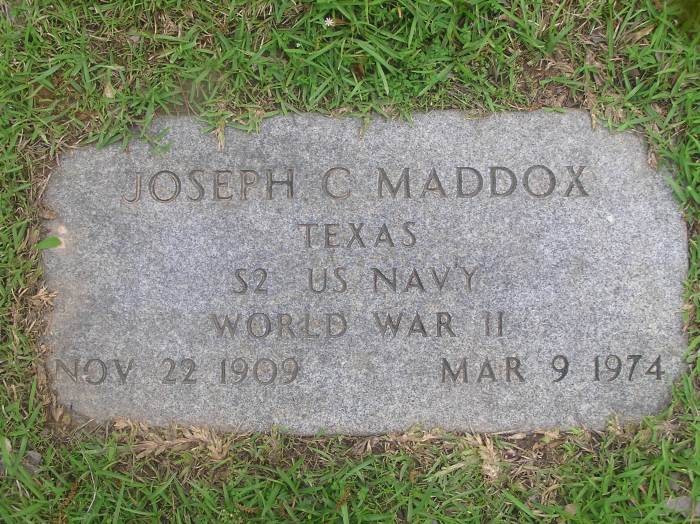 JOSEPH C MADDOX
TEXAS
S2 US NAVY
WORLD WAR II
NOV 22 1909 MAR 9 1974